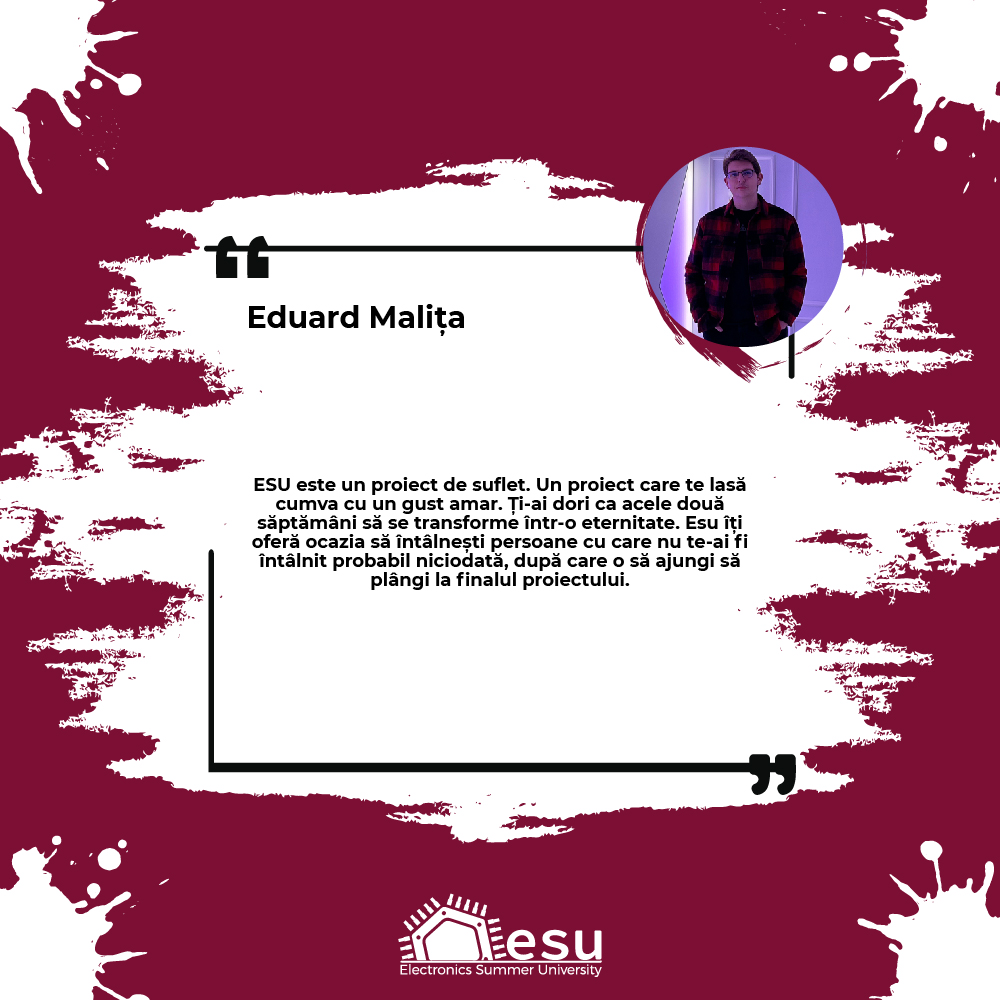 Eduard Malița
ESU este un proiect de suflet. Un proiect care te lasă
cumva cu un gust amar. Ți-ai dori ca acele două
săptămâni să se transforme într-o eternitate. Esu îți
oferă ocazia să întâlnești persoane cu care nu te-ai fi
întâlnit probabil niciodată, după care o să ajungi să
plângi la finalul proiectului.
esu
Electronics Summer University